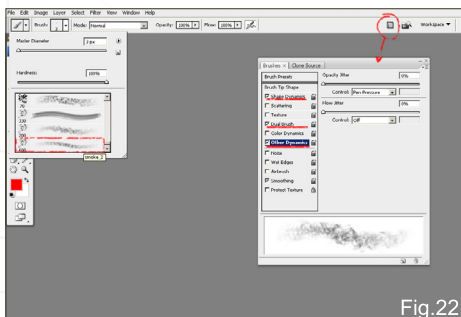 File Edit Image Layer Select Filter View Window Help
Brush: Mode: Normal Opacity: 100% Flow: 100% Workspace
Master Diameter 3 px
Hardness: 100%
smoke_3
Brushes × Clone Source
Brush Presets
Brush Tip Shape
Shape Dynamics
Scattering
Texture
Dual Brush
Color Dynamics
Other Dynamics
Noise
Wet Edges
Airbrush
Smoothing
Protect Texture
Opacity Jitter 0%
Control: Pen Pressure
Flow Jitter 0%
Control: Off
Fig.22